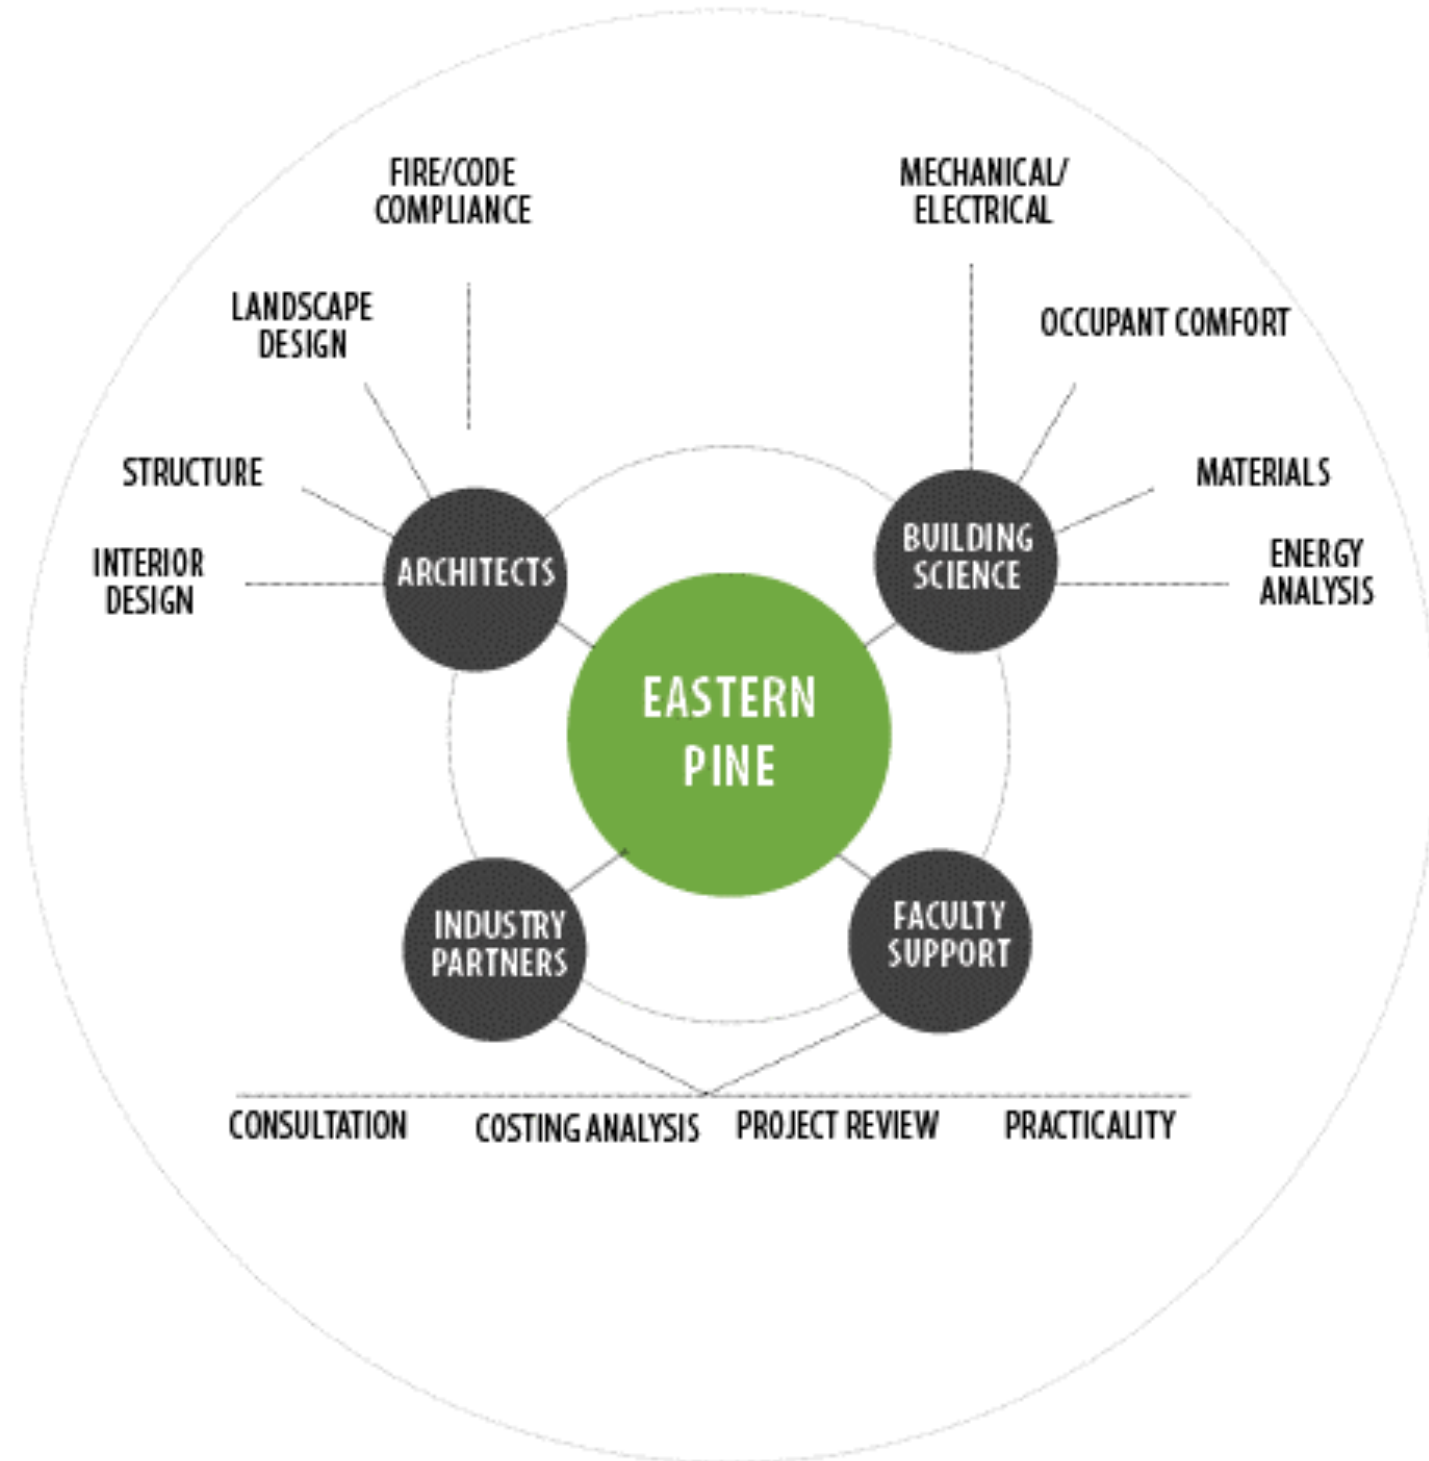 FIRE/CODE
COMPLIANCE
MECHANICAL/
ELECTRICAL
LANDSCAPE
DESIGN
OCCUPANT COMFORT
STRUCTURE
MATERIALS
INTERIOR
DESIGN
ARCHITECTS
BUILDING
SCIENCE
ENERGY
ANALYSIS
EASTERN
PINE
INDUSTRY
PARTNERS
FACULTY
SUPPORT
CONSULTATION
COSTING ANALYSIS
PROJECT REVIEW
PRACTICALITY